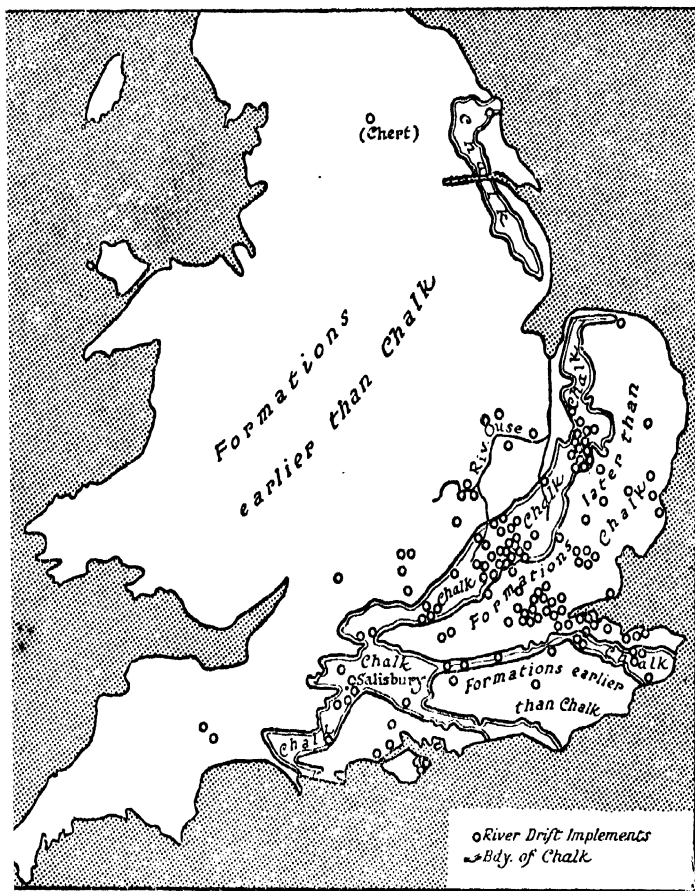 (Chert)
Chalk
Formations
earlier than Chalk
Chalk
later than
Chalk
Riv. Ouse
Chalk
Formations
Chalk
Chalk
Salisbury
Formations earlier
than Chalk
alk
Chal
River Drift Implements
Bdy. of Chalk